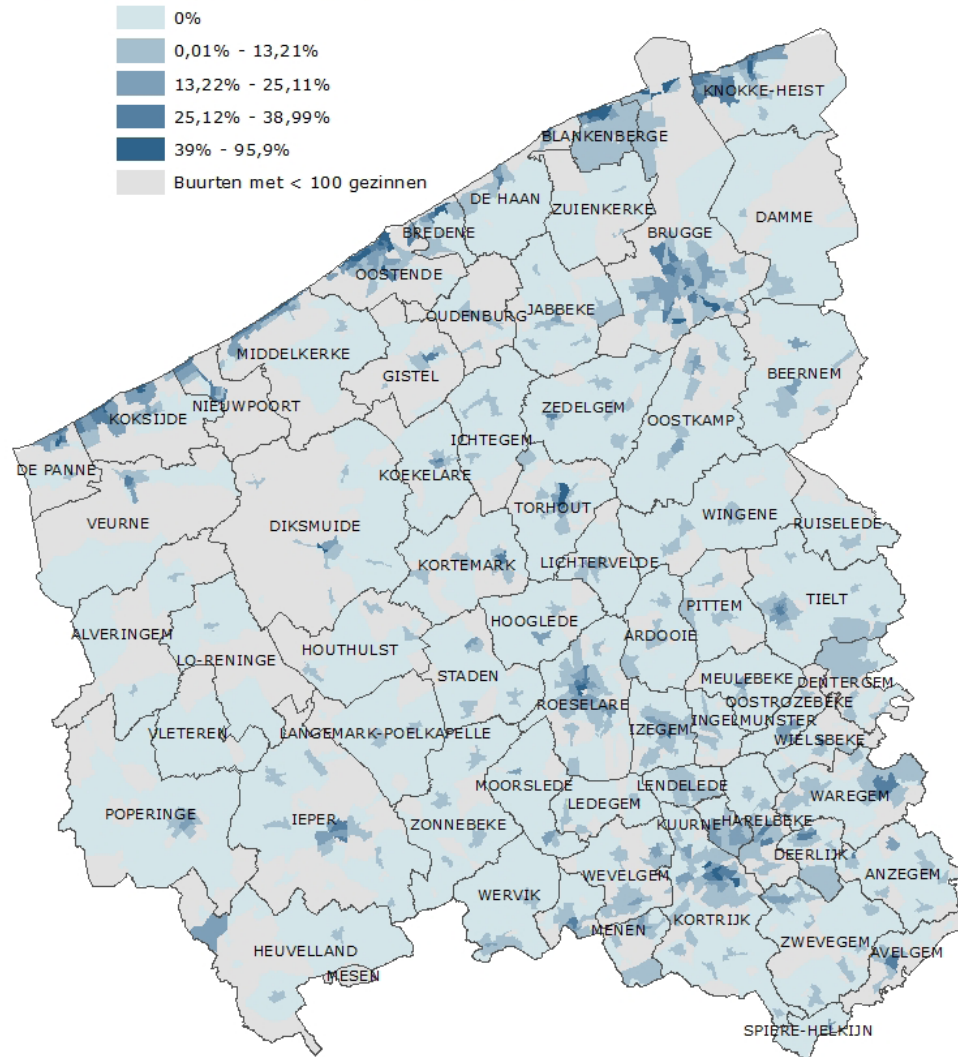 0%
0,01% - 13,21%
13,22% - 25,11%
25,12% - 38,99%
39% - 95,9%
Buurten met < 100 gezinnen
KNOKKE-HEIST
BLANKENBERGE
DE HAAN
ZUIENKERKE
DAMME
BREDENE
BRUGGE
OOSTENDE
OUDENBURG
JABBEKE
MIDDELKERKE
GISTEL
BEERNEM
NIEUWPOORT
ZEDELGEM
KOKSIJDE
OOSTKAMP
ICHTEGEM
DE PANNE
KOEKELARE
TORHOUT
WINGENE
VEURNE
DIKSMUIDE
RUISELEDE
KORTEMARK
LICHTERVELDE
TIELT
PITTEM
HOOGLEDE
ALVERINGEM
ARDOOIE
HOUTHULST
LO-RENINGE
STADEN
MEULEBEKE
DENTERGEM
OOSTROZEBEKE
ROESELARE
INGELMUNSTER
IZEGEM
VLETEREN
LANGEMARK-POELKAPELLE
WIELSBEKE
MOORSLEDE
LENDELEDE
WAREGEM
LEDEGEM
POPERINGE
IEPER
ZONNEBEKE
KUURNE
HARELBEKE
DEERLIJK
WEVELGEM
ANZEGEM
WERVIK
KORTRIJK
MENEN
ZWEVEGEM
HEUVELLAND
AVELGEM
MESEN
SPIERE-HELKIJN